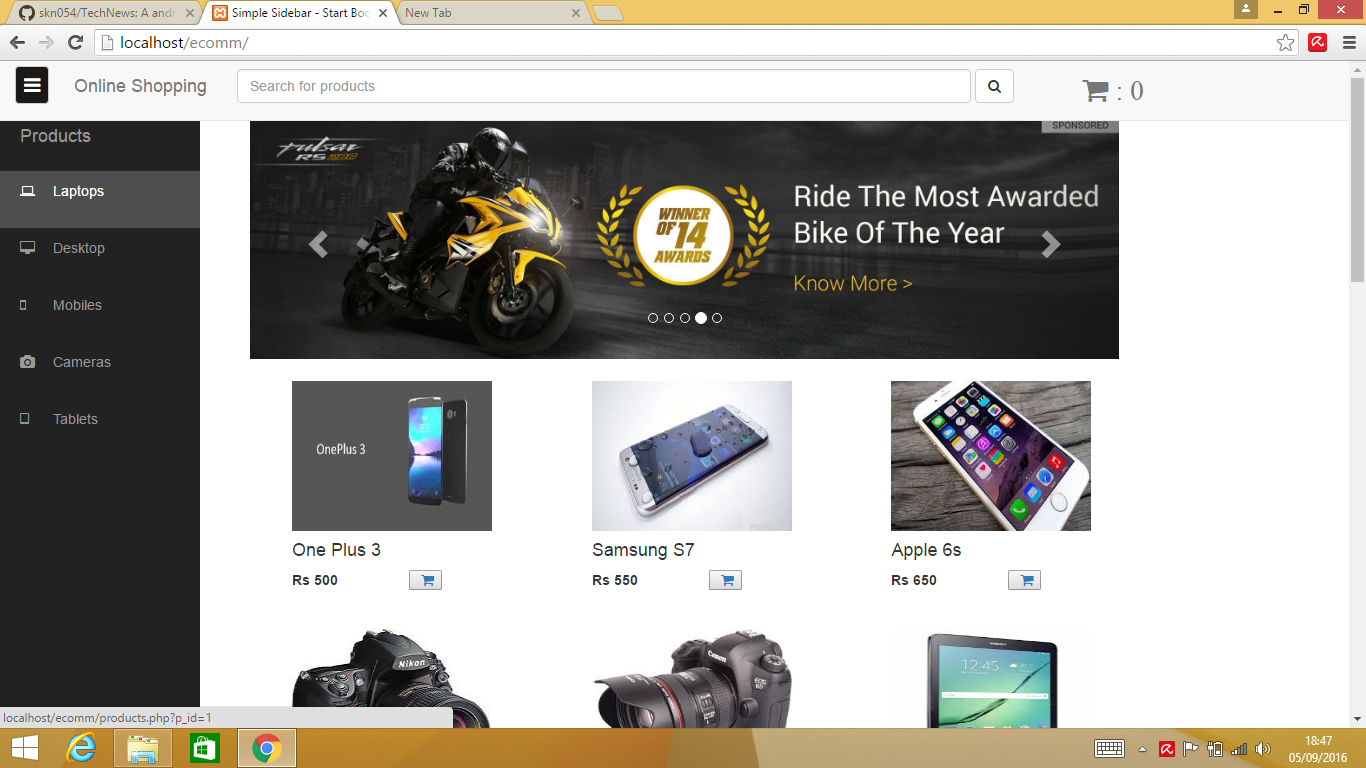 skn054/TechNews: A andr
Simple Sidebar - Start Boo
New Tab
localhost/ecomm/
Online Shopping
Search for products
: 0
Products
Laptops
Desktop
Mobiles
Cameras
Tablets
SPONSORED
Pulsar
RS 200
WINNER
OF 14
AWARDS
Ride The Most Awarded
Bike Of The Year
Know More >
OnePlus 3
One Plus 3
Rs 500
Samsung S7
Rs 550
Apple 6s
Rs 650
Nikon
Canon
EOS
6D
SAMSUNG
12:45
localhost/ecomm/products.php?p_id=1
18:47
05/09/2016